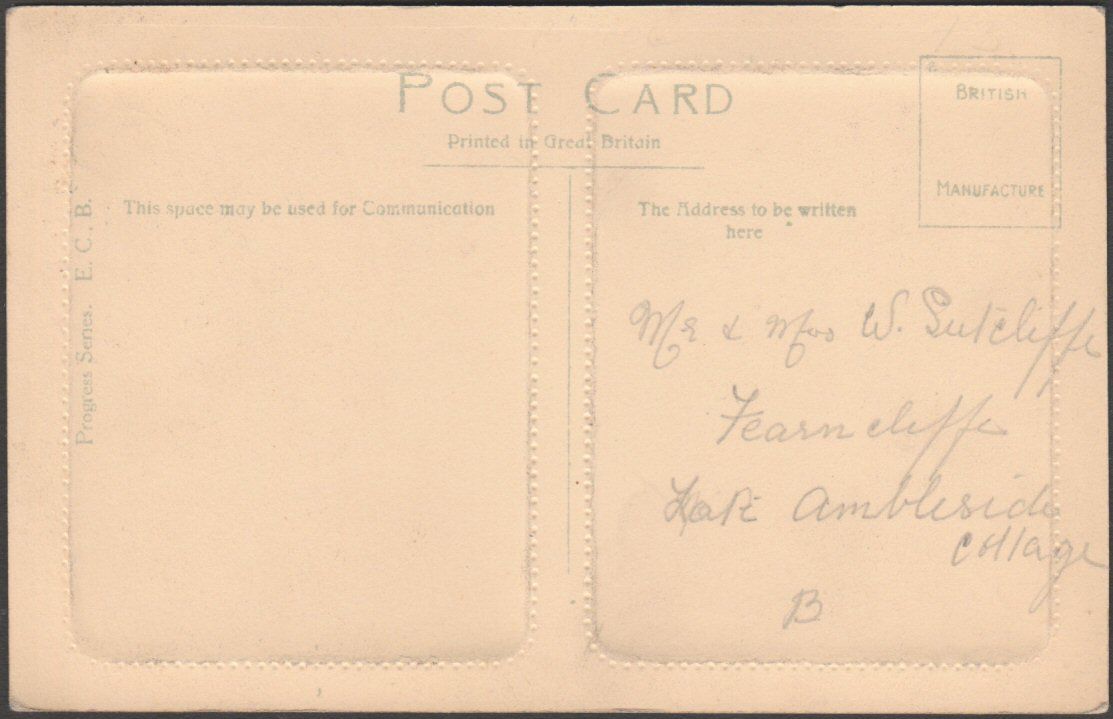 POST CARD
Printed in Great Britain
BRITISH
MANUFACTURE
This space may be used for Communication
The Address to be written
here
Progress Series. E. C. B.
Mr & Mrs W. Sutcliffe
Fearncliffe
Ambleside
Cottage
B